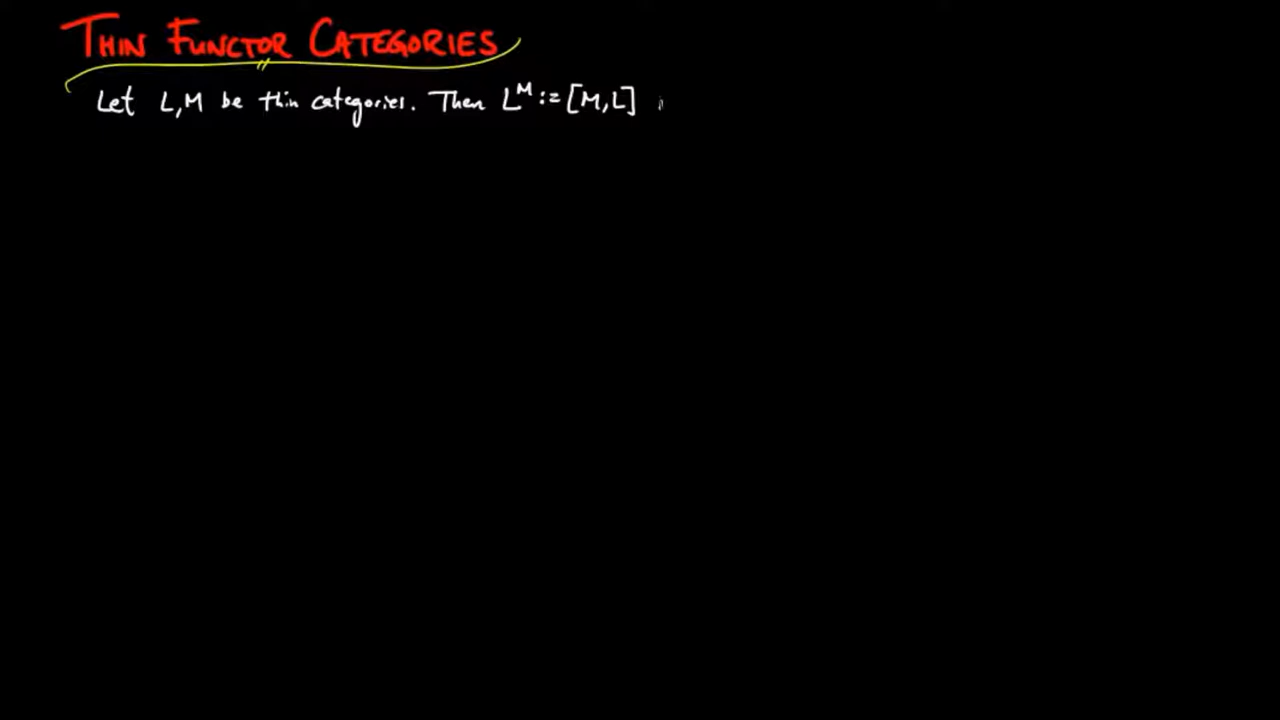 THIN FUNCTOR CATEGORIES
Let L,M be thin categories. Then L^M := [M,L]